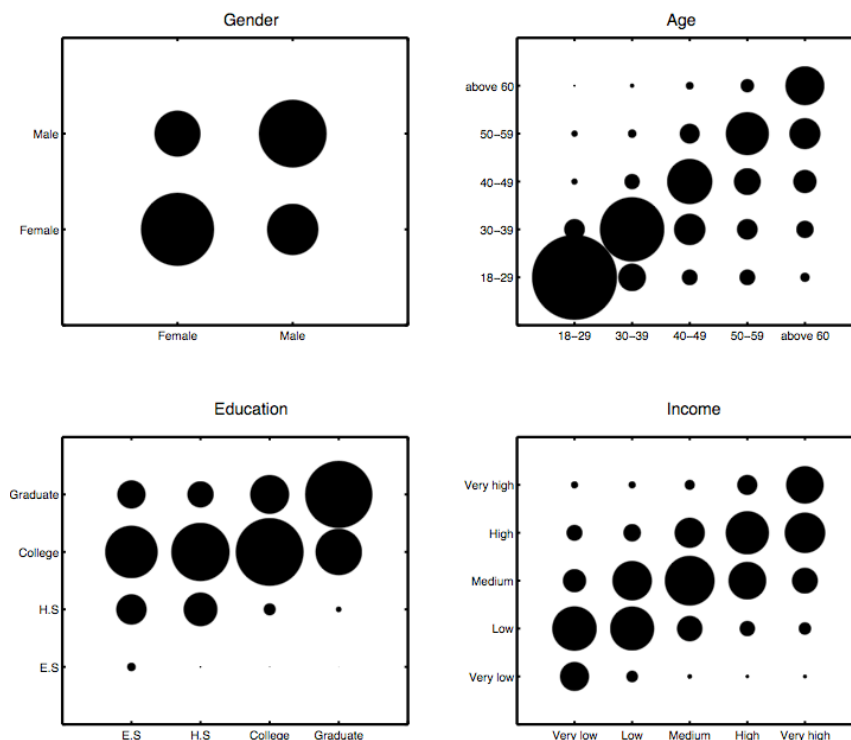 Gender
Male
Female
Female Male
Age
above 60
50-59
40-49
30-39
18-29
18-29 30-39 40-49 50-59 above 60
Education
Graduate
College
H.S
E.S
E.S H.S College Graduate
Income
Very high
High
Medium
Low
Very low
Very low Low Medium High Very high